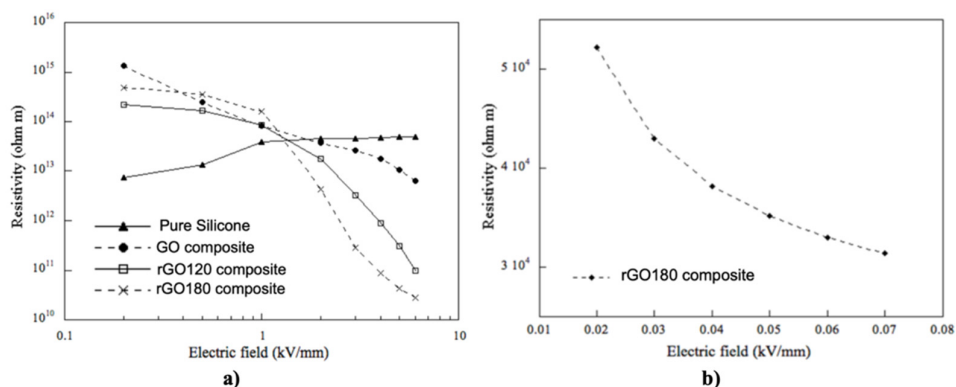 10^16
10^15
10^14
10^13
10^12
10^11
10^10
Resistivity (ohm m)
Pure Silicone
GO composite
rGO120 composite
rGO180 composite
0.1
1
10
Electric field (kV/mm)
a)
5 10^4
4 10^4
3 10^4
Resistivity (ohm m)
rGO180 composite
0.01
0.02
0.03
0.04
0.05
0.06
0.07
0.08
Electric field (kV/mm)
b)